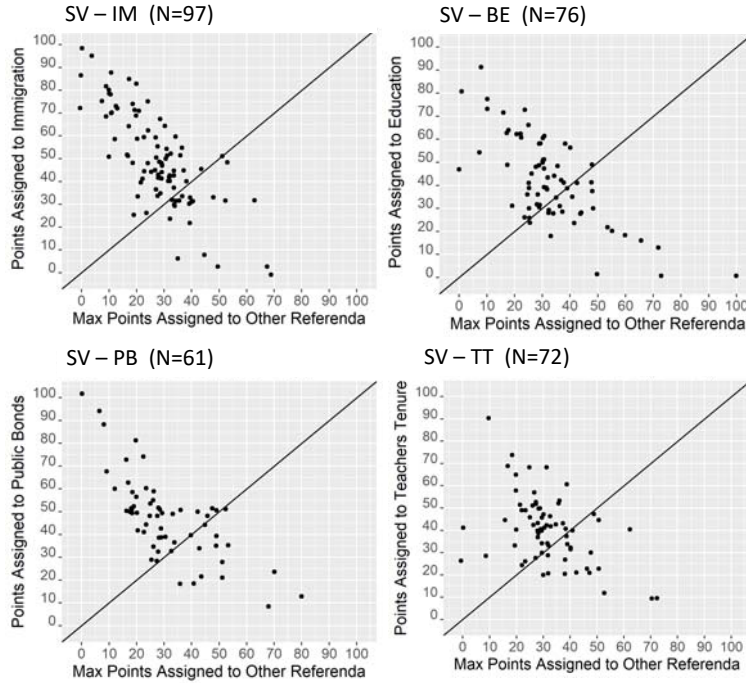 SV – IM (N=97)
SV – BE (N=76)
Points Assigned to Immigration
100
90
80
70
60
50
40
30
20
10
0
0 10 20 30 40 50 60 70 80 90 100
Max Points Assigned to Other Referenda
Points Assigned to Education
100
90
80
70
60
50
40
30
20
10
0
0 10 20 30 40 50 60 70 80 90 100
Max Points Assigned to Other Referenda
SV – PB (N=61)
SV – TT (N=72)
Points Assigned to Public Bonds
100
90
80
70
60
50
40
30
20
10
0
0 10 20 30 40 50 60 70 80 90 100
Max Points Assigned to Other Referenda
Points Assigned to Teachers Tenure
100
90
80
70
60
50
40
30
20
10
0
0 10 20 30 40 50 60 70 80 90 100
Max Points Assigned to Other Referenda